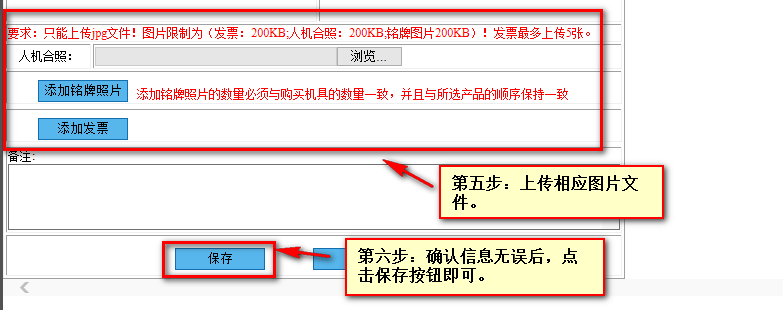 要求：只能上传jpg文件！图片限制为（发票：200KB;人机合照：200KB;铭牌图片200KB）！发票最多上传5张。
人机合照：
浏览...
添加铭牌照片
添加铭牌照片的数量必须与购买机具的数量一致，并且与所选产品的顺序保持一致
添加发票
备注:
第五步：上传相应图片文
件。
保存
第六步：确认信息无误后，点
击保存按钮即可。